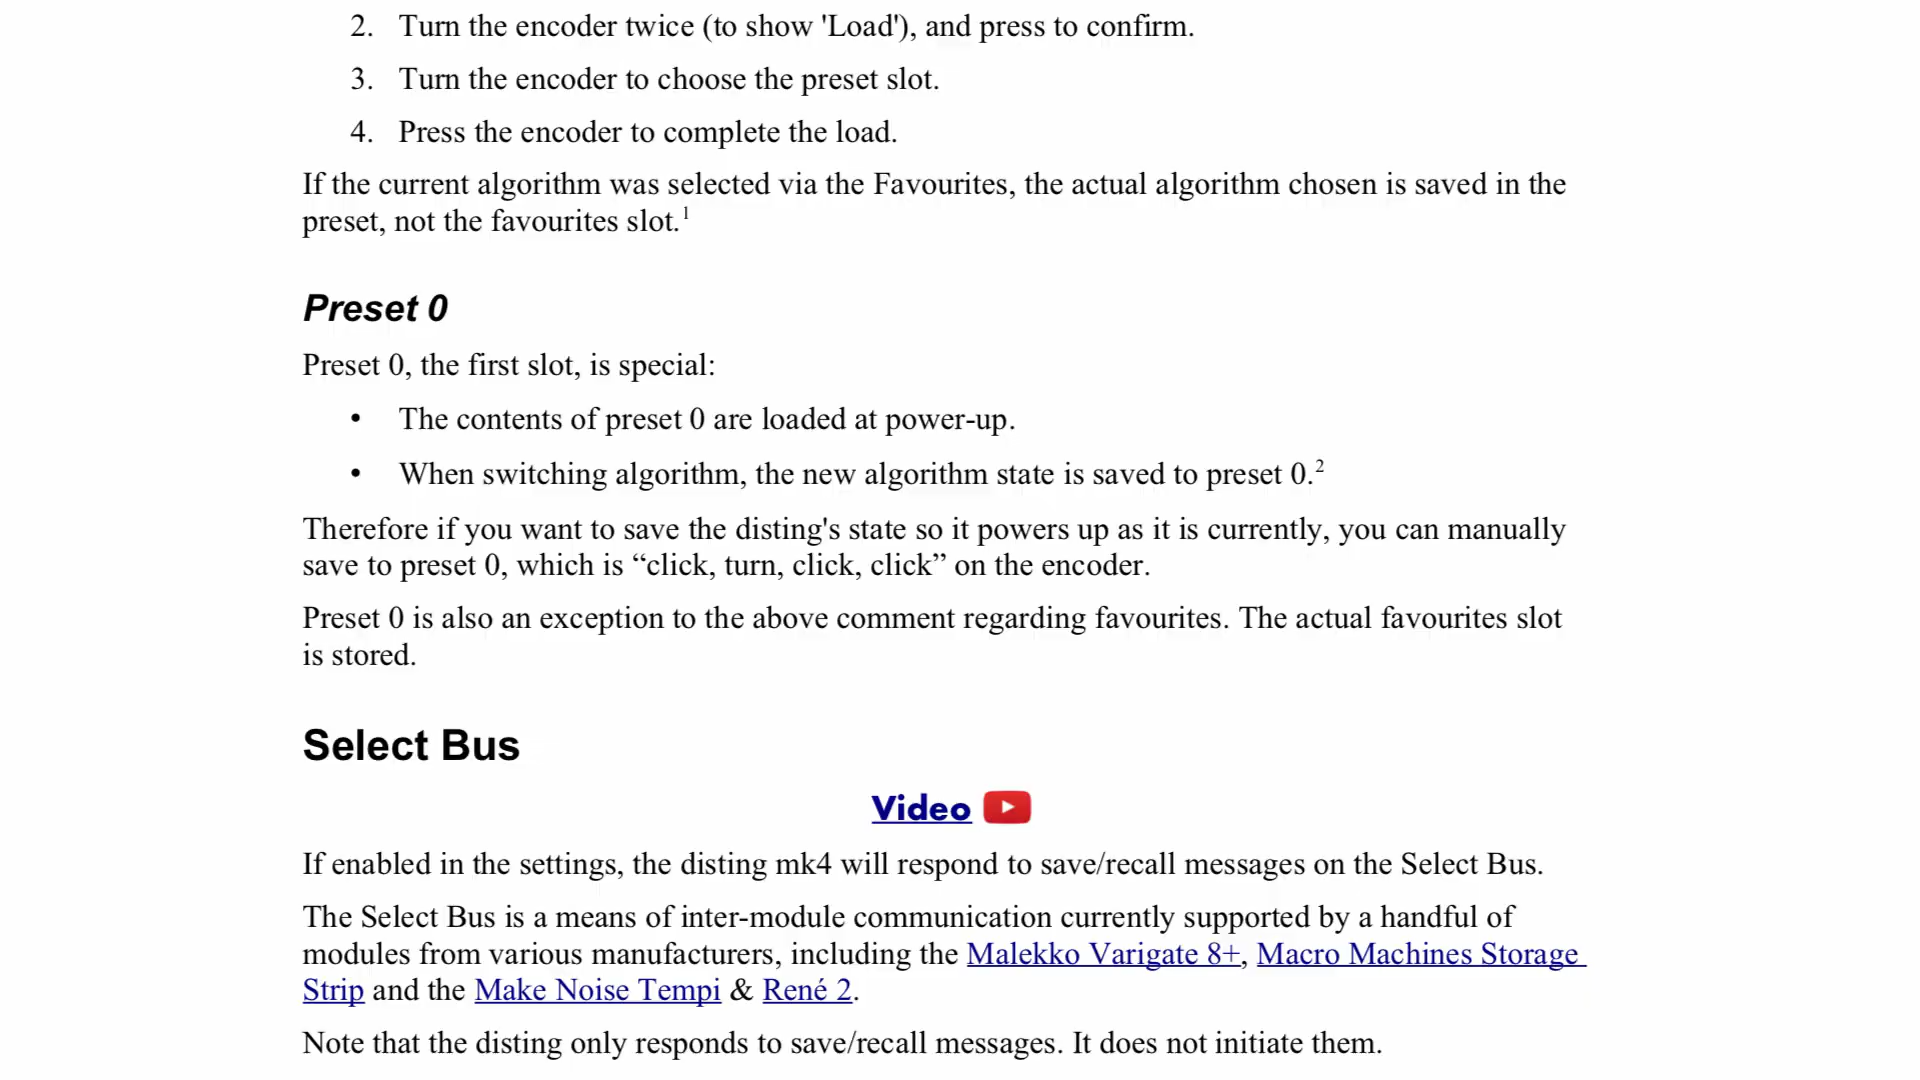 2. Turn the encoder twice (to show 'Load'), and press to confirm.
3. Turn the encoder to choose the preset slot.
4. Press the encoder to complete the load.
If the current algorithm was selected via the Favourites, the actual algorithm chosen is saved in the
preset, not the favourites slot.1
Preset 0
Preset 0, the first slot, is special:
• The contents of preset 0 are loaded at power-up.
• When switching algorithm, the new algorithm state is saved to preset 0.2
Therefore if you want to save the disting's state so it powers up as it is currently, you can manually
save to preset 0, which is “click, turn, click, click” on the encoder.
Preset 0 is also an exception to the above comment regarding favourites. The actual favourites slot
is stored.
Select Bus
Video
If enabled in the settings, the disting mk4 will respond to save/recall messages on the Select Bus.
The Select Bus is a means of inter-module communication currently supported by a handful of
modules from various manufacturers, including the Malekko Varigate 8+, Macro Machines Storage
Strip and the Make Noise Tempi & René 2.
Note that the disting only responds to save/recall messages. It does not initiate them.